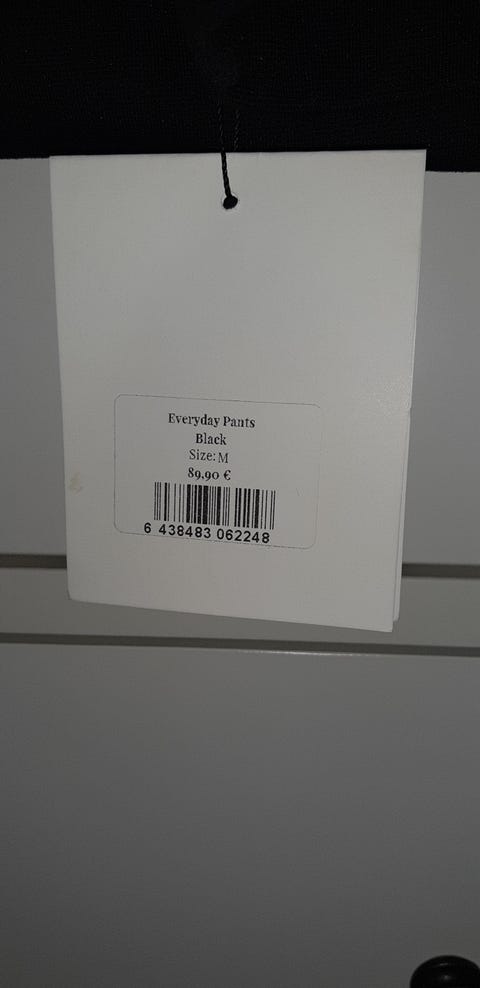 Everyday Pants
Black
Size: M
89,90 €
6 438483 062248